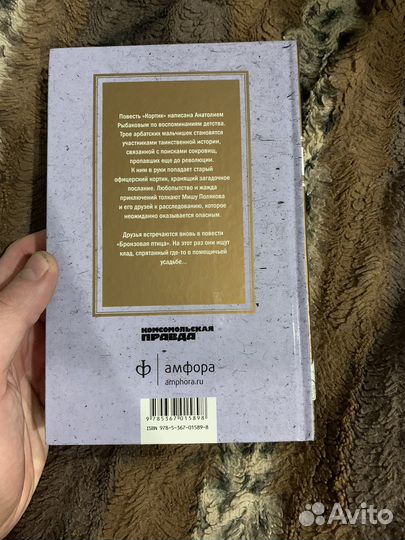 Повесть «Кортик» написана Анатолием
Рыбаковым по воспоминаниям детства.
Трое арбатских мальчишек становятся
участниками таинственной истории,
связанной с поисками сокровищ,
пропавших еще до революции.
К ним в руки попадает старый
офицерский кортик, хранящий загадочное
послание. Любопытство и жажда
приключений толкают Мишу Полякова
и его друзей к расследованию, которое
неожиданно оказывается опасным.
Друзья встречаются вновь в повести
«Бронзовая птица». На этот раз они ищут
клад, спрятанный где-то в помещичьей
усадьбе...
КОМСОМОЛЬСКАЯ
ПРАВДА
амфора
amphora.ru
9 785367 015898
ISBN 978-5-367-01589-8
Avito